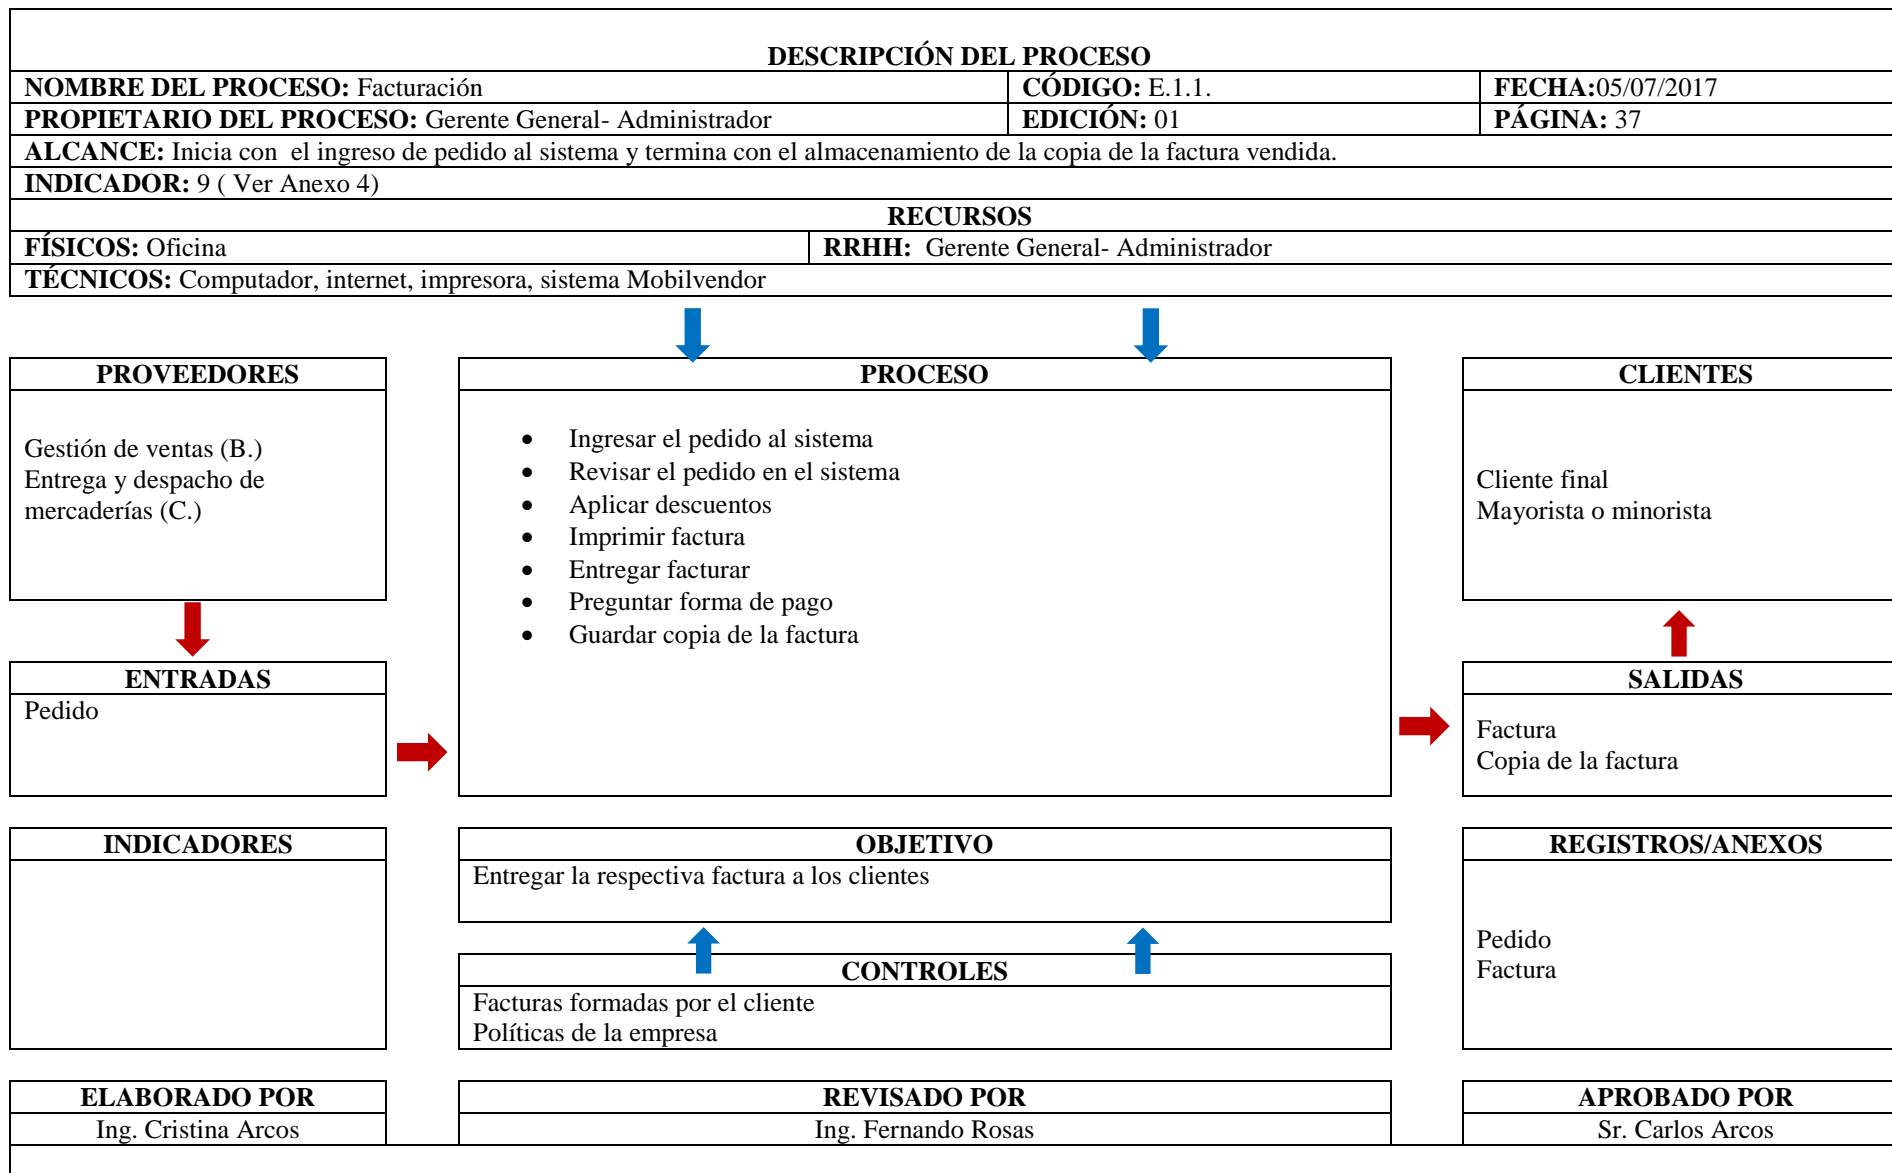 DESCRIPCIÓN DEL PROCESO
NOMBRE DEL PROCESO: Facturación
CÓDIGO: E.1.1.
FECHA:05/07/2017
PROPIETARIO DEL PROCESO: Gerente General- Administrador
EDICIÓN: 01
PÁGINA: 37
ALCANCE: Inicia con el ingreso de pedido al sistema y termina con el almacenamiento de la copia de la factura vendida.
INDICADOR: 9 ( Ver Anexo 4)
RECURSOS
FÍSICOS: Oficina
RRHH: Gerente General- Administrador
TÉCNICOS: Computador, internet, impresora, sistema Mobilvendor
PROVEEDORES
Gestión de ventas (B.)
Entrega y despacho de
mercaderías (C.)
PROCESO
• Ingresar el pedido al sistema
• Revisar el pedido en el sistema
• Aplicar descuentos
• Imprimir factura
• Entregar facturar
• Preguntar forma de pago
• Guardar copia de la factura
CLIENTES
Cliente final
Mayorista o minorista
ENTRADAS
Pedido
SALIDAS
Factura
Copia de la factura
INDICADORES
OBJETIVO
Entregar la respectiva factura a los clientes
REGISTROS/ANEXOS
Pedido
Factura
CONTROLES
Facturas formadas por el cliente
Políticas de la empresa
ELABORADO POR
Ing. Cristina Arcos
REVISADO POR
Ing. Fernando Rosas
APROBADO POR
Sr. Carlos Arcos